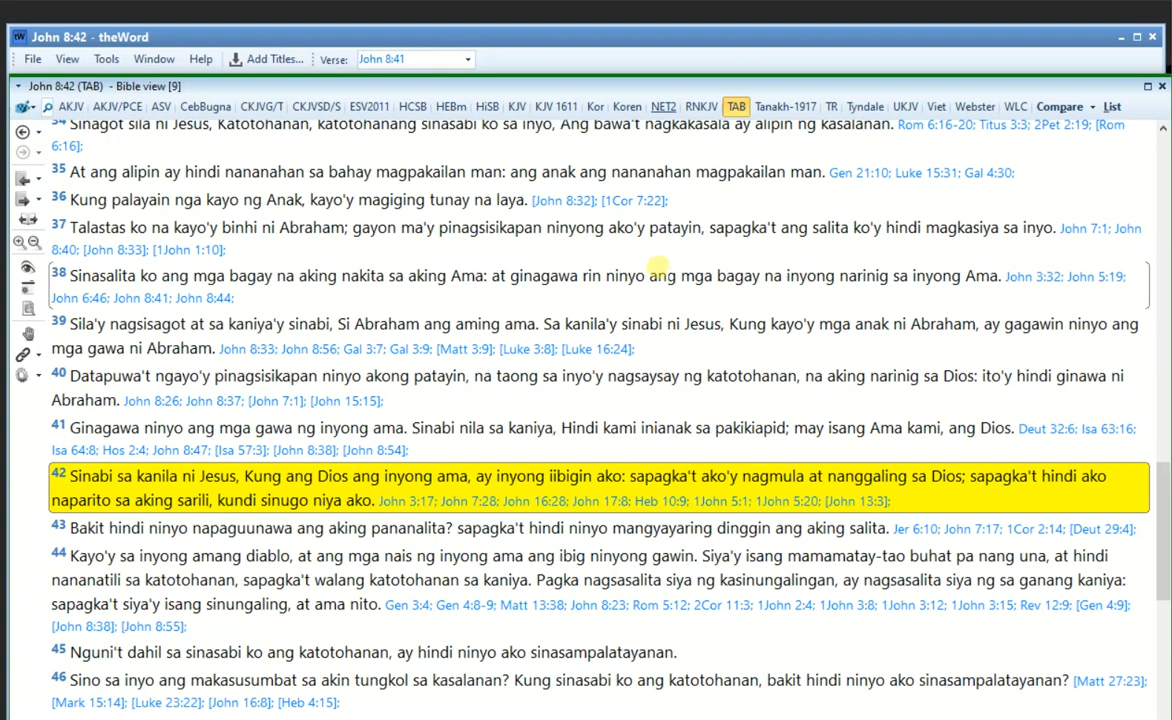 John 8:42 - theWord
File View Tools Window Help Add Titles... Verse: John 8:41
John 8:42 (TAB) - Bible view [9]
AKJV AKJV/PCE ASV CebBugna CKJVG/T CKJVSD/S ESV2011 HCSB HEBm HiSB KJV KJV 1611 Kor Koren NET2 RNKJV TAB Tanakh-1917 TR Tyndale UKJV Viet Webster WLC Compare List
34 Sinagot sila ni Jesus, Katotohanan, katotohanang sinasabi ko sa inyo, Ang bawa't nagkakasala ay alipin ng kasalanan. Rom 6:16-20; Titus 3:3; 2Pet 2:19; [Rom
6:16];
35 At ang alipin ay hindi nananahan sa bahay magpakailan man: ang anak ang nananahan magpakailan man. Gen 21:10; Luke 15:31; Gal 4:30;
36 Kung palayain nga kayo ng Anak, kayo'y magiging tunay na laya. [John 8:32]; [1Cor 7:22];
37 Talastas ko na kayo'y binhi ni Abraham; gayon ma'y pinagsisikapan ninyong ako'y patayin, sapagka't ang salita ko'y hindi magkasiya sa inyo. John 7:1; John
8:40; [John 8:33]; [1John 1:10];
38 Sinasalita ko ang mga bagay na aking nakita sa aking Ama: at ginagawa rin ninyo ang mga bagay na inyong narinig sa inyong Ama. John 3:32; John 5:19;
John 6:46; John 8:41; John 8:44;
39 Sila'y nagsisagot at sa kaniya'y sinabi, Si Abraham ang aming ama. Sa kanila'y sinabi ni Jesus, Kung kayo'y mga anak ni Abraham, ay gagawin ninyo ang
mga gawa ni Abraham. John 8:33; John 8:56; Gal 3:7; Gal 3:9; [Matt 3:9]; [Luke 3:8]; [Luke 16:24];
40 Datapuwa't ngayo'y pinagsisikapan ninyo akong patayin, na taong sa inyo'y nagsaysay ng katotohanan, na aking narinig sa Dios: ito'y hindi ginawa ni
Abraham. John 8:26; John 8:37; [John 7:1]; [John 15:15];
41 Ginagawa ninyo ang mga gawa ng inyong ama. Sinabi nila sa kaniya, Hindi kami inianak sa pakikiapid; may isang Ama kami, ang Dios. Deut 32:6; Isa 63:16;
Isa 64:8; Hos 2:4; John 8:47; [Isa 57:3]; [John 8:38]; [John 8:54];
42 Sinabi sa kanila ni Jesus, Kung ang Dios ang inyong ama, ay inyong iibigin ako: sapagka't ako'y nagmula at nanggaling sa Dios; sapagka't hindi ako
naparito sa aking sarili, kundi sinugo niya ako. John 3:17; John 7:28; John 16:28; John 17:8; Heb 10:9; 1John 5:1; 1John 5:20; [John 13:3];
43 Bakit hindi ninyo napaguunawa ang aking pananalita? sapagka't hindi ninyo mangyayaring dinggin ang aking salita. Jer 6:10; John 7:17; 1Cor 2:14; [Deut 29:4];
44 Kayo'y sa inyong amang diablo, at ang mga nais ng inyong ama ang ibig ninyong gawin. Siya'y isang mamamatay-tao buhat pa nang una, at hindi
nananatili sa katotohanan, sapagka't walang katotohanan sa kaniya. Pagka nagsasalita siya ng kasinungalingan, ay nagsasalita siya ng sa ganang kaniya:
sapagka't siya'y isang sinungaling, at ama nito. Gen 3:4; Gen 4:8-9; Matt 13:38; John 8:23; Rom 5:12; 2Cor 11:3; 1John 2:4; 1John 3:8; 1John 3:12; 1John 3:15; Rev 12:9; [Gen 4:9];
[John 8:38]; [John 8:55];
45 Nguni't dahil sa sinasabi ko ang katotohanan, ay hindi ninyo ako sinasampalatayanan.
46 Sino sa inyo ang makasusumbat sa akin tungkol sa kasalanan? Kung sinasabi ko ang katotohanan, bakit hindi ninyo ako sinasampalatayanan? [Matt 27:23];
[Mark 15:14]; [Luke 23:22]; [John 16:8]; [Heb 4:15];